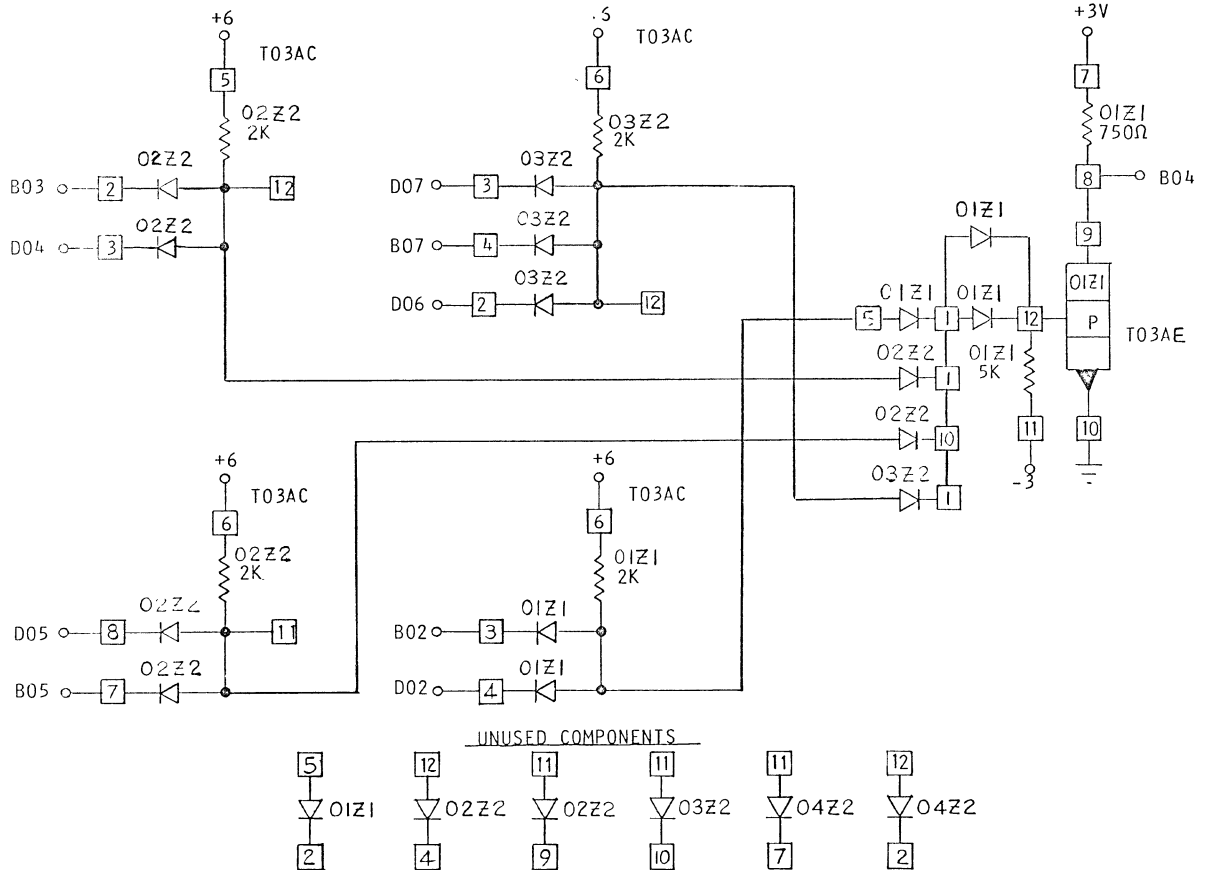 +6
T03AC
5
02Z2
2K
B03
2
02Z2
12
D04
3
02Z2
T03AC
6
03Z2
2K
D07
3
03Z2
B07
4
03Z2
D06
2
03Z2
12
+3V
7
01Z1
750Ω
8
B04
9
01Z1
P
T03AE
10
01Z1
5
01Z1
1
01Z1
12
02Z2
1
01Z1
5K
11
-3
02Z2
10
03Z2
1
+6
T03AC
6
02Z2
2K
D05
8
11
B05
7
02Z2
+6
T03AC
6
01Z1
2K
B02
3
01Z1
D02
4
01Z1
UNUSED COMPONENTS
5
12
11
11
11
12
01Z1
02Z2
02Z2
03Z2
04Z2
04Z2
2
4
9
10
7
2